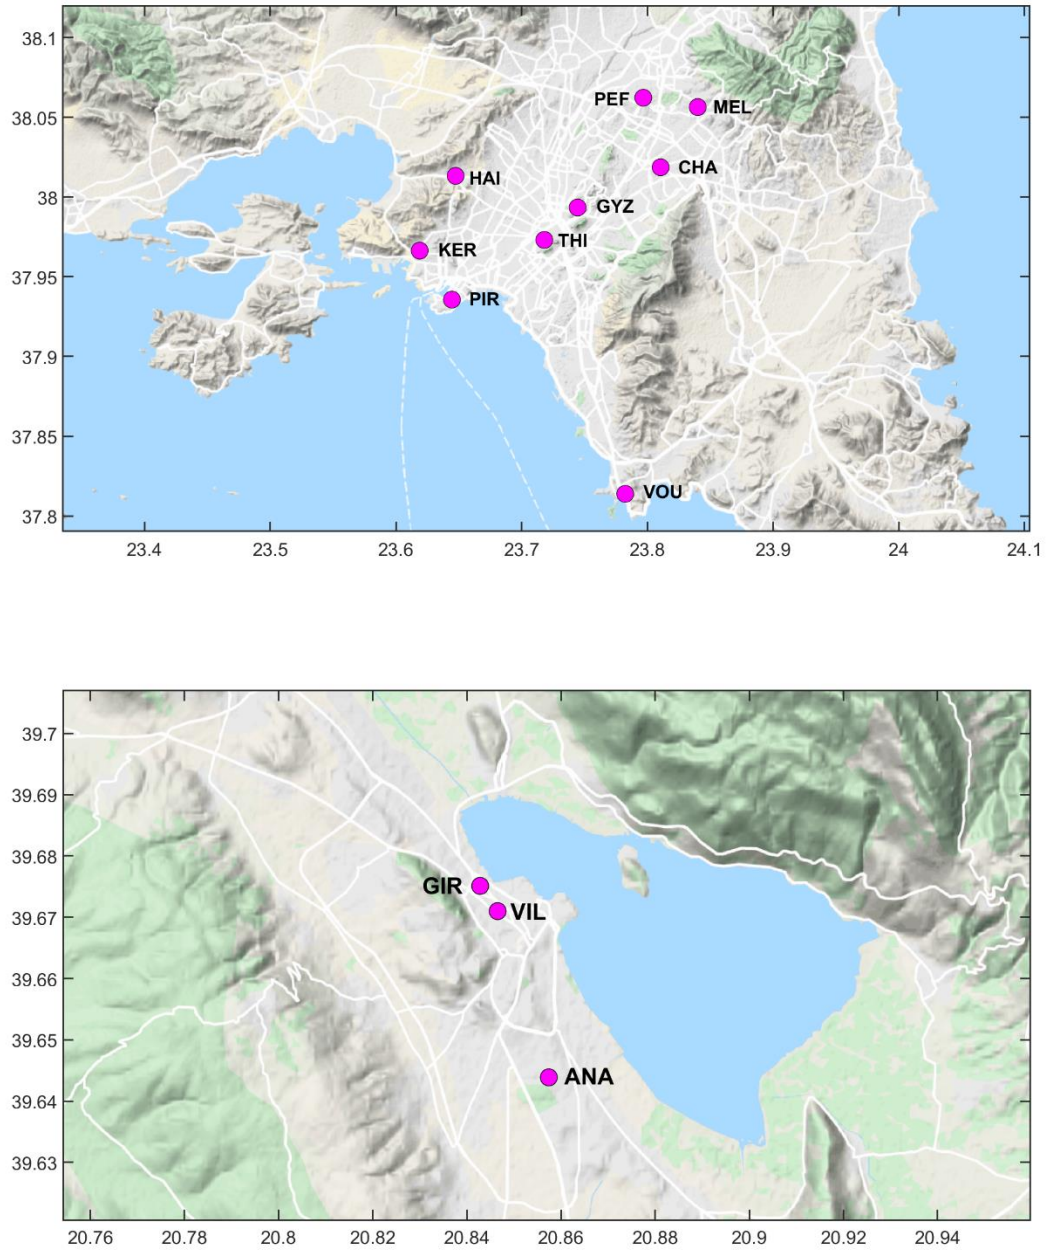 38.1
PEF
MEL
38.05
HAI
CHA
38
GYZ
THI
KER
37.95
PIR
37.9
37.85
VOU
37.8
23.4 23.5 23.6 23.7 23.8 23.9 24 24.1
39.7
39.69
39.68
GIR
39.67
VIL
39.66
39.65
ANA
39.64
39.63
20.76 20.78 20.8 20.82 20.84 20.86 20.88 20.9 20.92 20.94